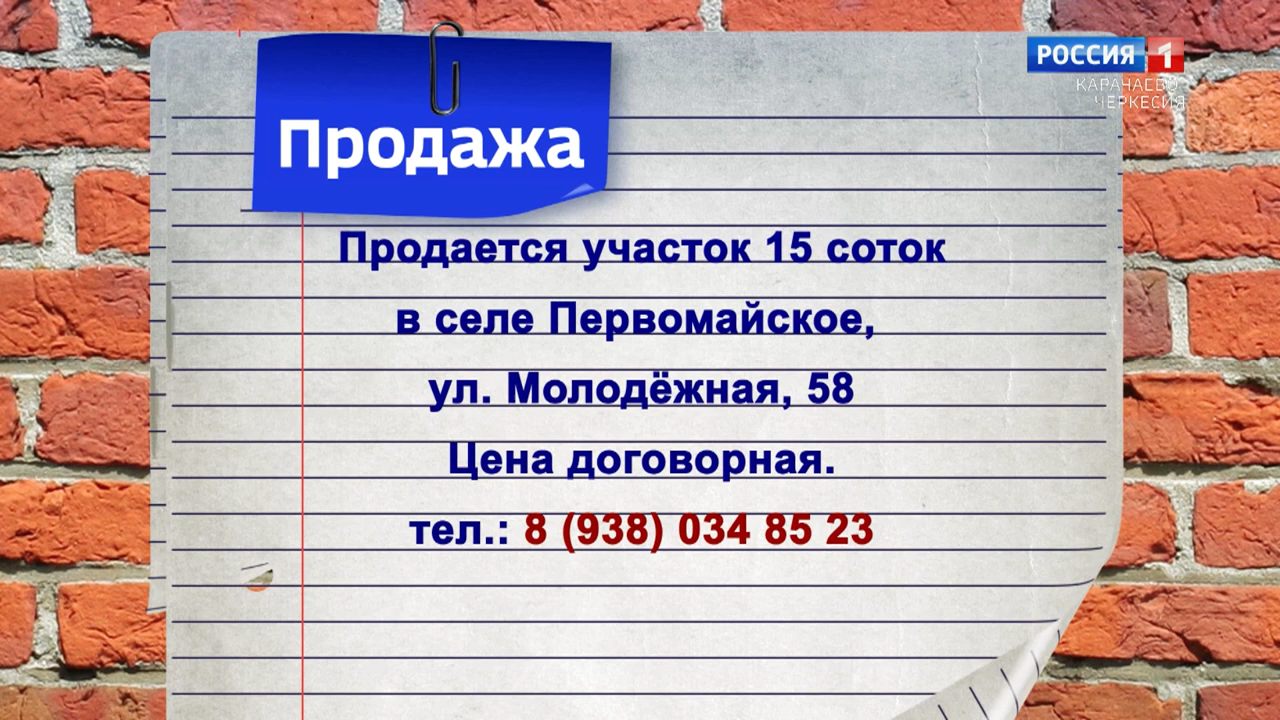 РОССИЯ 1
КАРАЧАЕВО
ЧЕРКЕСИЯ
Продажа
Продается участок 15 соток
в селе Первомайское,
ул. Молодёжная, 58
Цена договорная.
тел.: 8 (938) 034 85 23